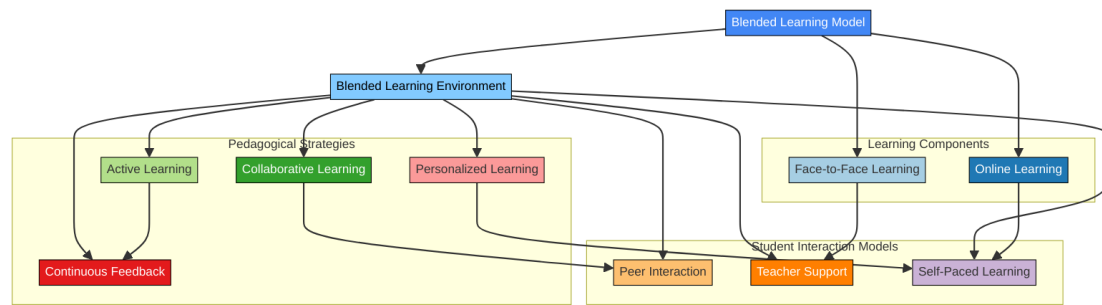 Blended Learning Model
Blended Learning Environment
Pedagogical Strategies
Learning Components
Active Learning
Collaborative Learning
Personalized Learning
Face-to-Face Learning
Online Learning
Student Interaction Models
Continuous Feedback
Peer Interaction
Teacher Support
Self-Paced Learning